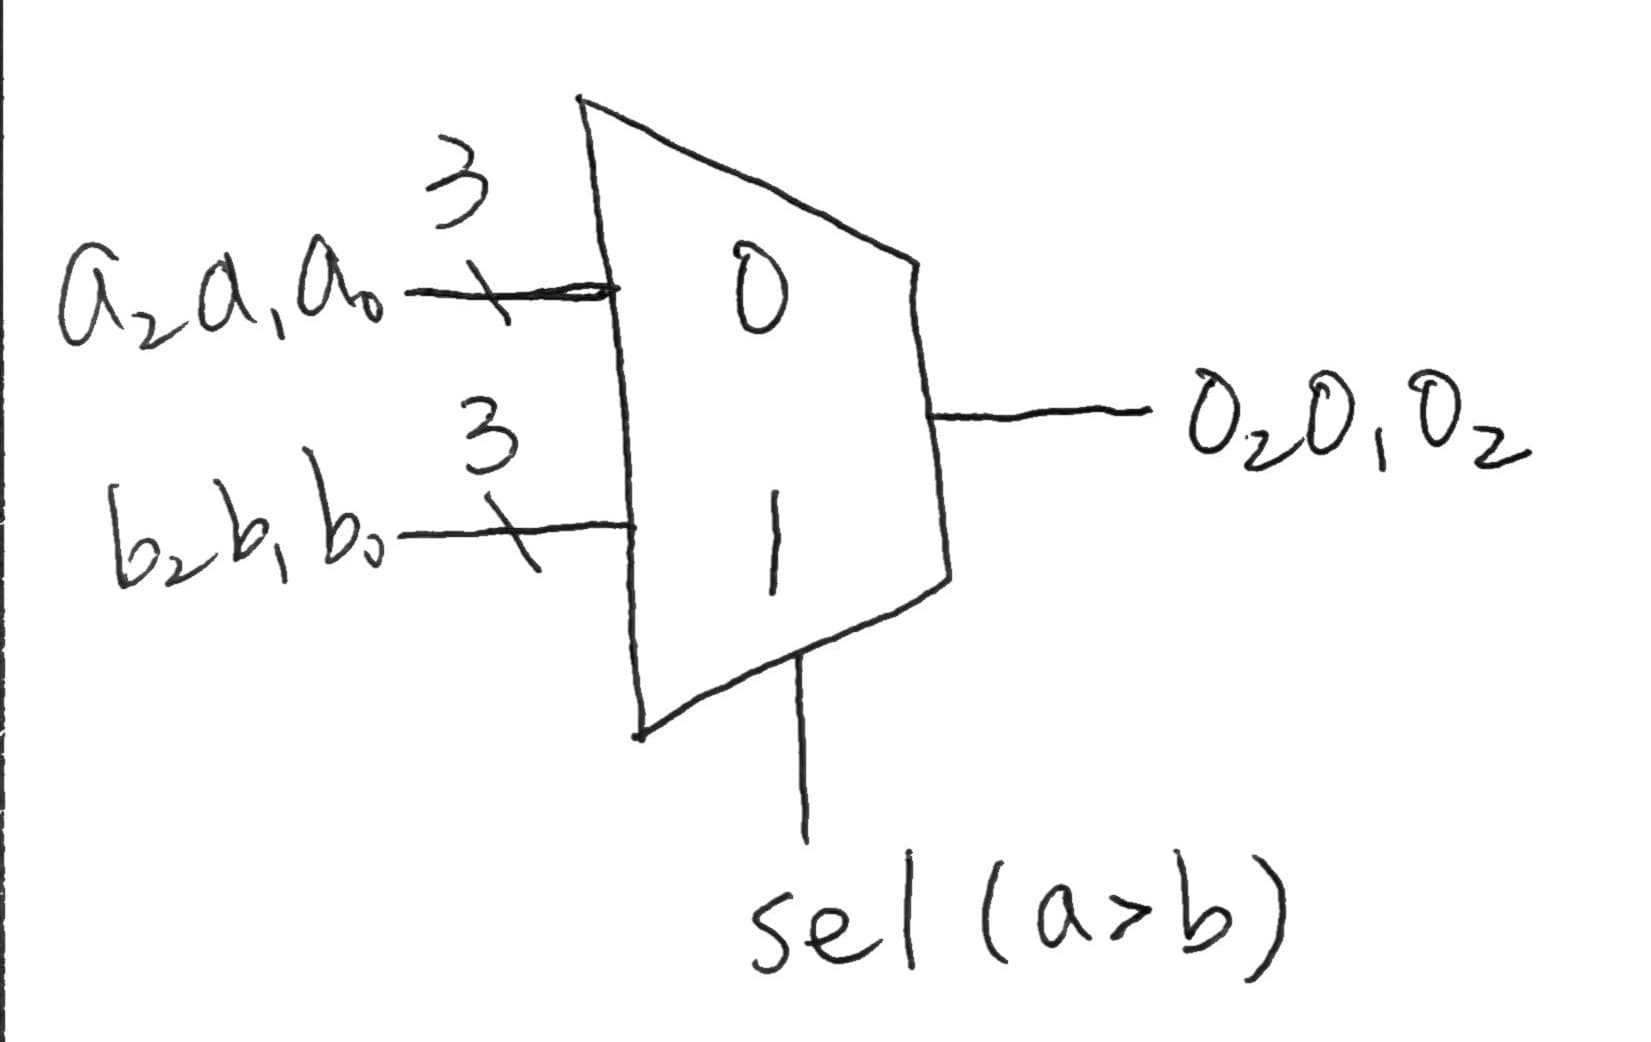 3
a₂a₁a₀
0
3
b₂b₁b₀
1
O₂O₁O₂
sel (a>b)